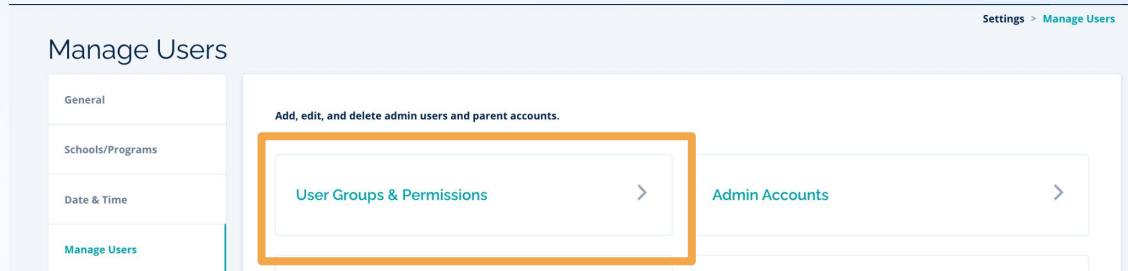 Settings > Manage Users
Manage Users
General
Schools/Programs
Date & Time
Manage Users
Add, edit, and delete admin users and parent accounts.
User Groups & Permissions
Admin Accounts